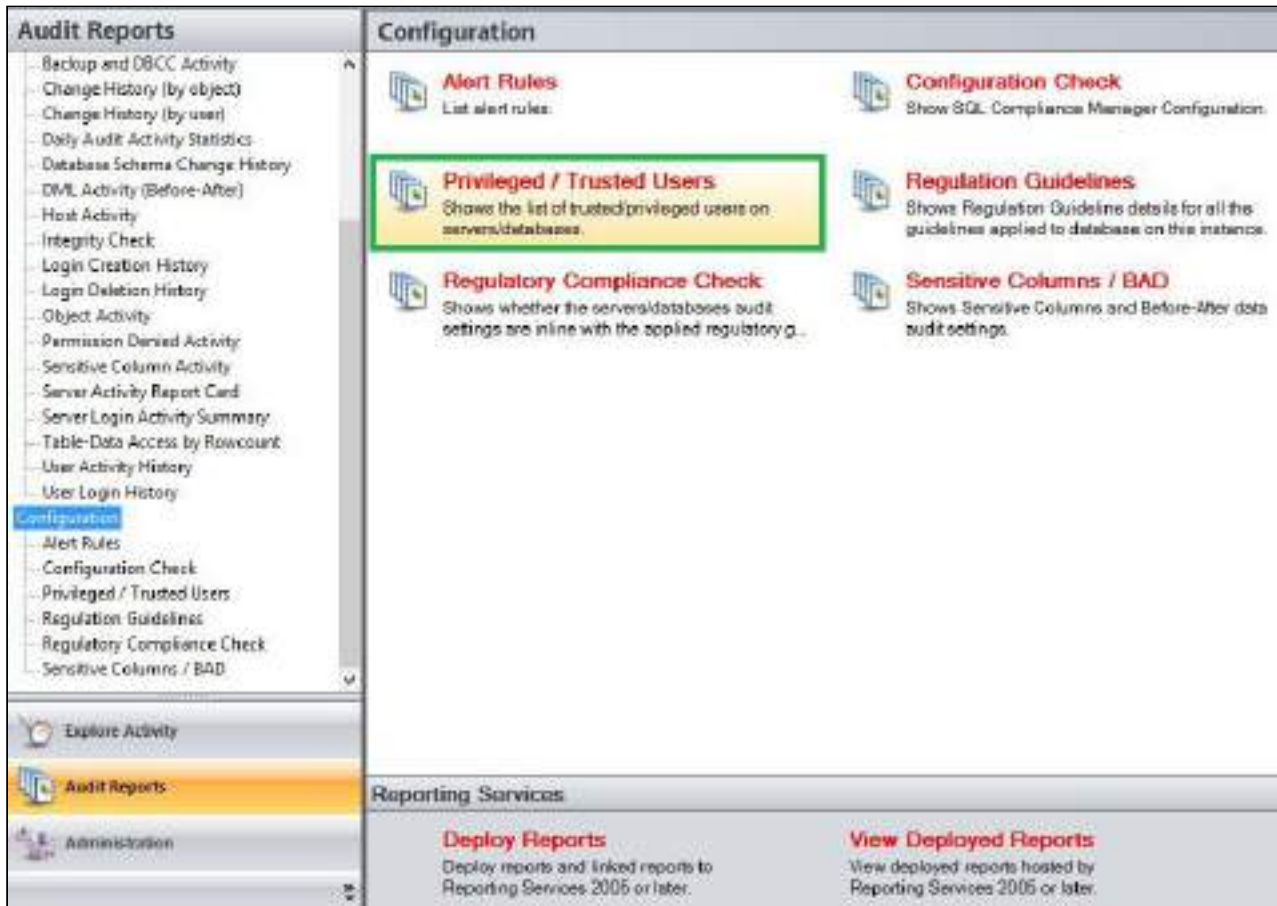 Audit Reports
Backup and DBCC Activity
Change History (by object)
Change History (by user)
Daily Audit Activity Statistics
Database Schema Change History
DML Activity (Before-After)
Host Activity
Integrity Check
Login Creation History
Login Deletion History
Object Activity
Permission Denied Activity
Sensitive Column Activity
Server Activity Report Card
Server Login Activity Summary
Table-Data Access by Rowcount
User Activity History
User Login History
Configuration
Alert Rules
Configuration Check
Privileged / Trusted Users
Regulation Guidelines
Regulatory Compliance Check
Sensitive Columns / BAD
Explore Activity
Audit Reports
Administration
Configuration
Alert Rules
List alert rules.
Configuration Check
Show SQL Compliance Manager Configuration.
Privileged / Trusted Users
Shows the list of trusted/privileged users on
servers/databases.
Regulation Guidelines
Shows Regulation Guideline details for all the
guidelines applied to database on this instance.
Regulatory Compliance Check
Shows whether the servers/databases audit
settings are inline with the applied regulatory g...
Sensitive Columns / BAD
Shows Sensitive Columns and Before-After data
audit settings.
Reporting Services
Deploy Reports
Deploy reports and linked reports to
Reporting Services 2005 or later.
View Deployed Reports
View deployed reports hosted by
Reporting Services 2005 or later.